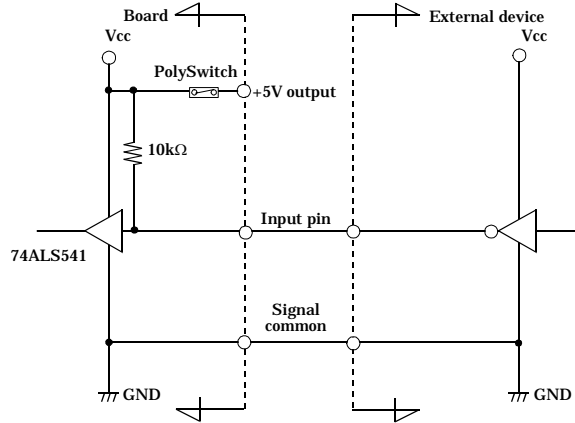 Board
External device
Vcc
Vcc
PolySwitch
+5V output
10kΩ
Input pin
74ALS541
Signal
common
GND
GND